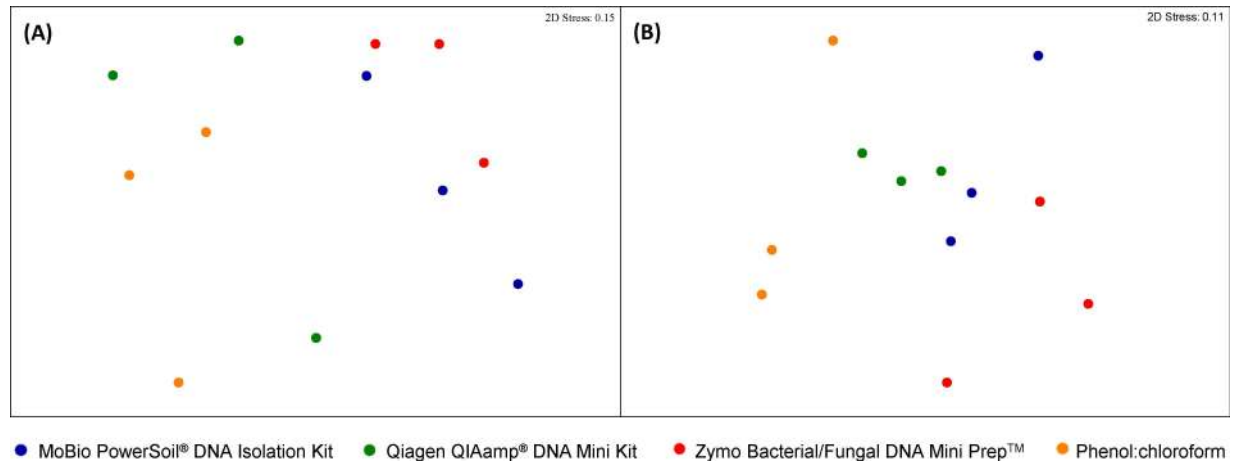 (A)
2D Stress: 0.15
(B)
2D Stress: 0.11
MoBio PowerSoil® DNA Isolation Kit
Qiagen QIAamp® DNA Mini Kit
Zymo Bacterial/Fungal DNA Mini Prep™
Phenol:chloroform